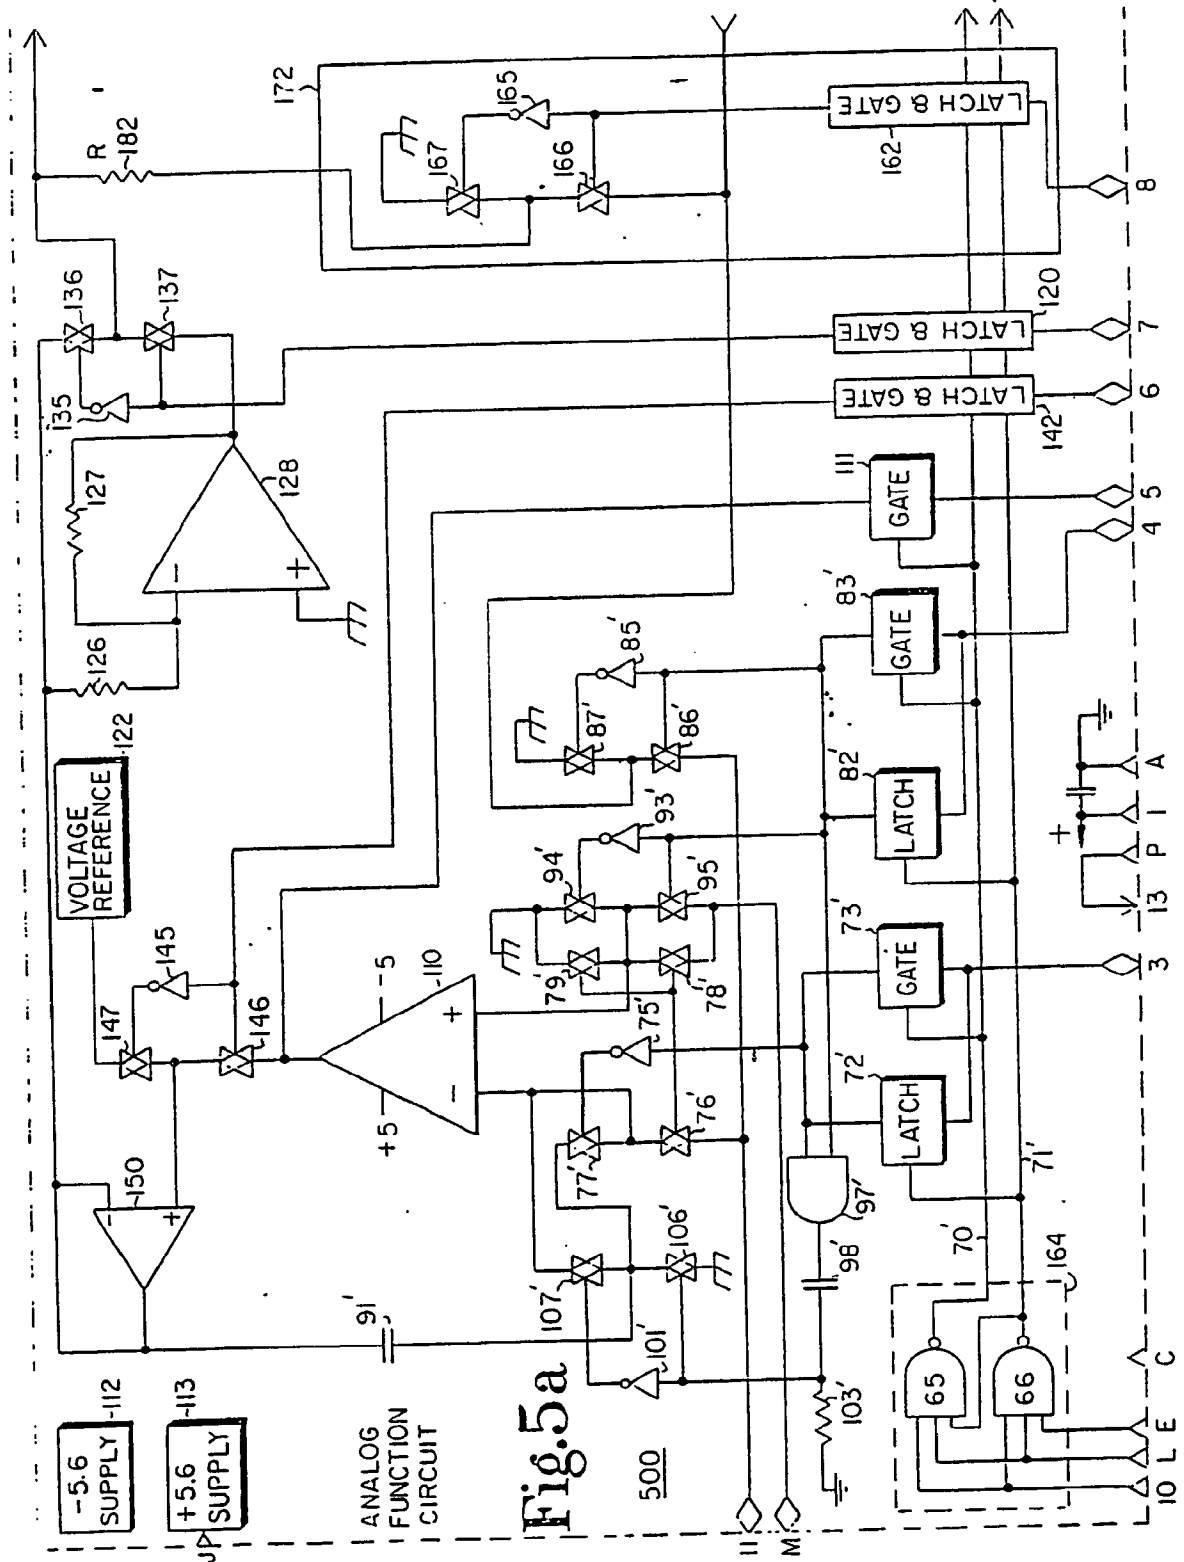 -5.6
SUPPLY
112
+5.6
SUPPLY
113
J
ANALOG
FUNCTION
CIRCUIT
Fig.5a
500
150
91'
VOLTAGE
REFERENCE
122
147
145
146
+5
-5
110
−
+
126
127
128
−
+
135
136
137
R
182
172
167
165
166
107'
106'
101'
77'
76'
75'
79'
78'
94'
95'
93'
87'
86'
85'
103'
98'
97'
11
M
72'
LATCH
73'
GATE
82'
LATCH
83'
GATE
111
GATE
142
LATCH & GATE
120
LATCH & GATE
162
LATCH & GATE
70'
71'
164
65
66
+
10
L
E
C
3
13
P
1
A
4
5
6
7
8